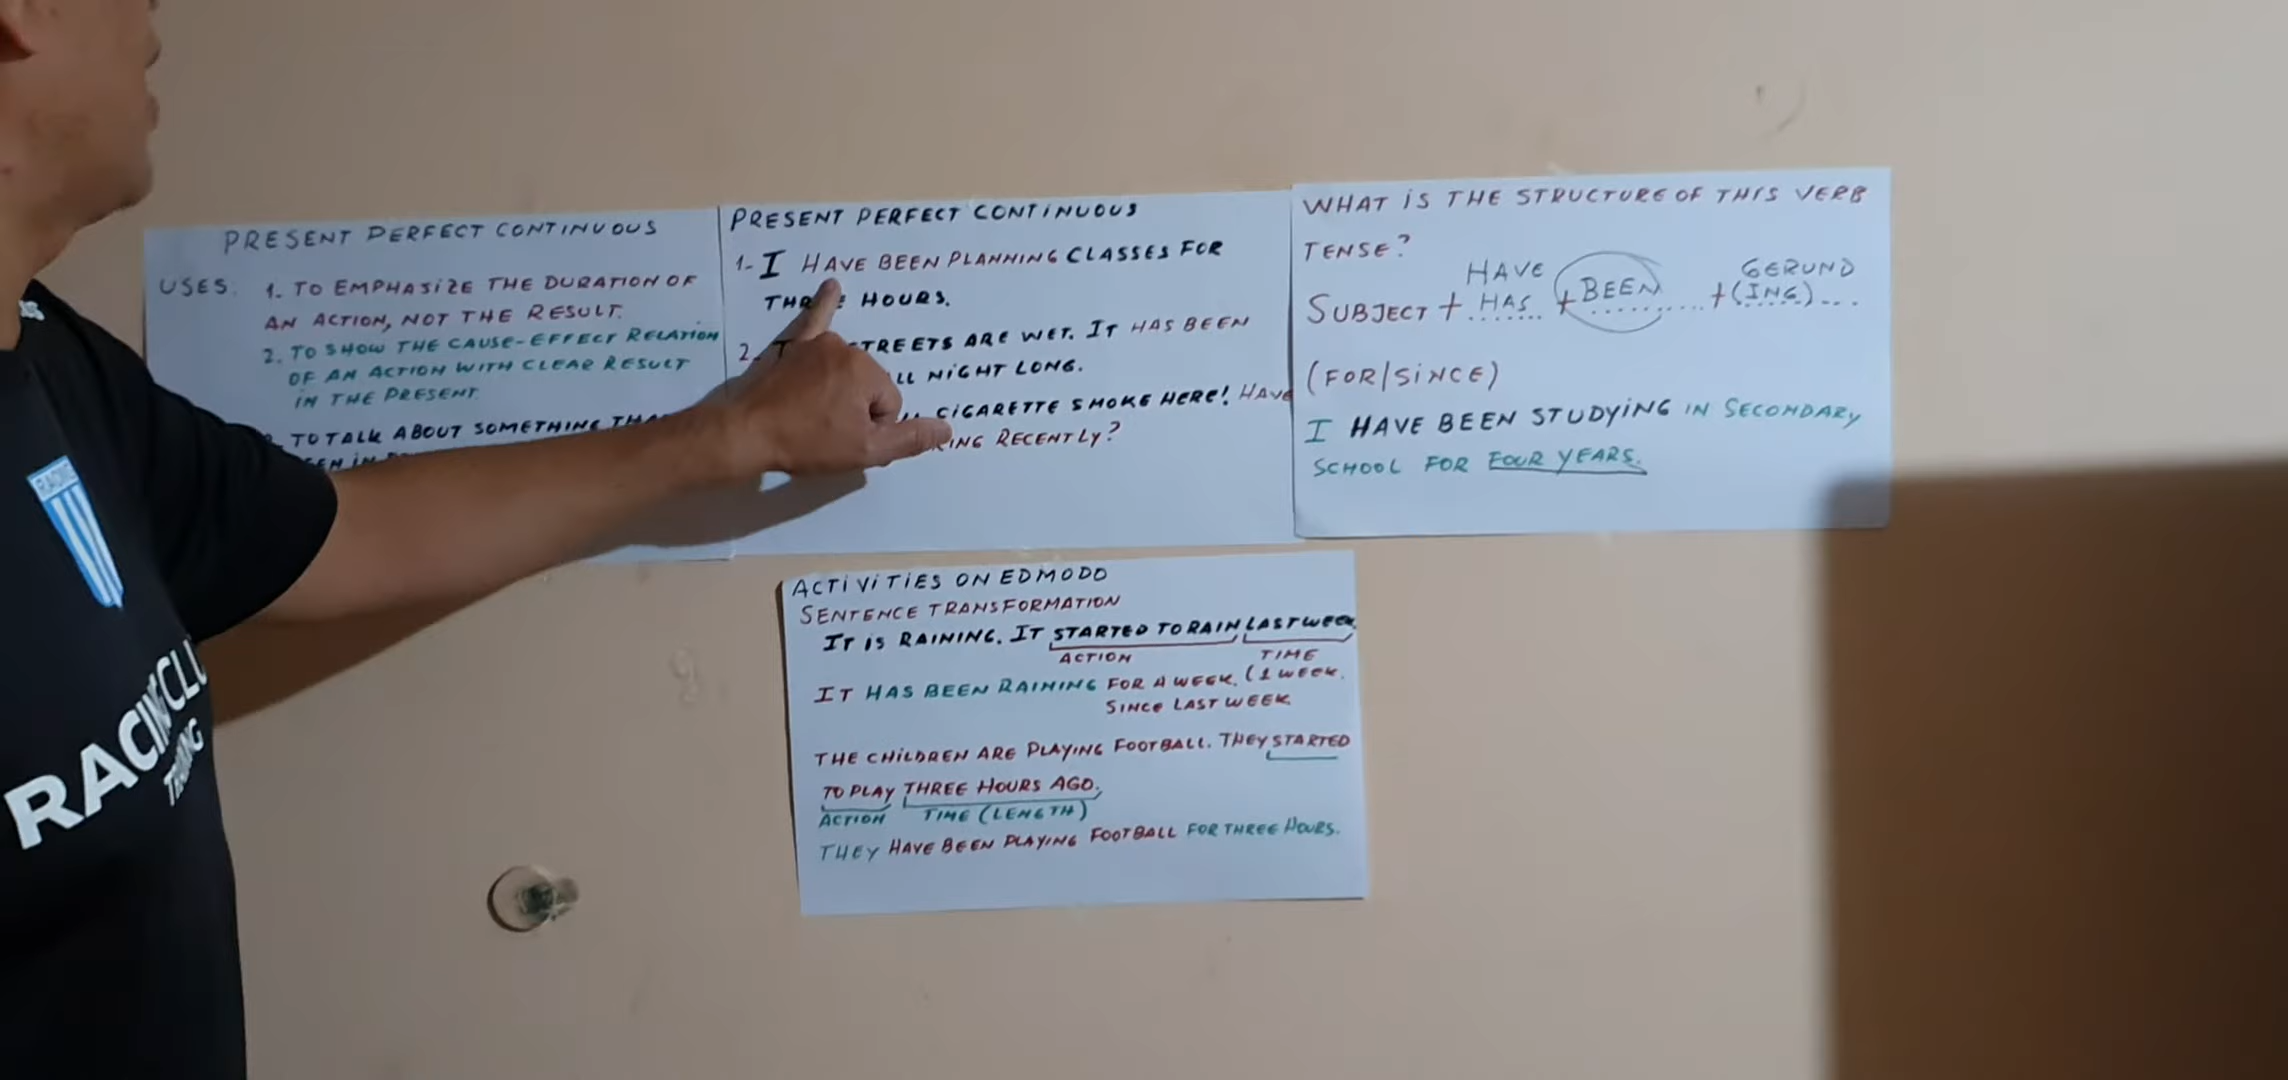 PRESENT PERFECT CONTINUOUS
USES: 1. TO EMPHASIZE THE DURATION OF
AN ACTION, NOT THE RESULT.
2. TO SHOW THE CAUSE-EFFECT RELATION
OF AN ACTION WITH CLEAR RESULT
IN THE PRESENT.
TO TALK ABOUT SOMETHING
PRESENT PERFECT CONTINUOUS
1- I HAVE BEEN PLANNING CLASSES FOR
HOURS.
2. STREETS ARE WET. IT HAS BEEN
NIGHT LONG.
CIGARETTE SMOKE HERE! HAVE
RECENTLY?
WHAT IS THE STRUCTURE OF THIS VERB
TENSE?
HAVE GERUND
SUBJECT + HAS + BEEN + (ING)
(FOR/SINCE)
I HAVE BEEN STUDYING IN SECONDARY
SCHOOL FOR FOUR YEARS.
ACTIVITIES ON EDMODO
SENTENCE TRANSFORMATION
IT IS RAINING. IT STARTED TO RAIN LAST WEEK.
ACTION TIME
IT HAS BEEN RAINING FOR A WEEK. (1 WEEK.
SINCE LAST WEEK.
THE CHILDREN ARE PLAYING FOOTBALL. THEY STARTED
TO PLAY THREE HOURS AGO.
ACTION TIME (LENGTH)
THEY HAVE BEEN PLAYING FOOTBALL FOR THREE HOURS.
RACING CLU